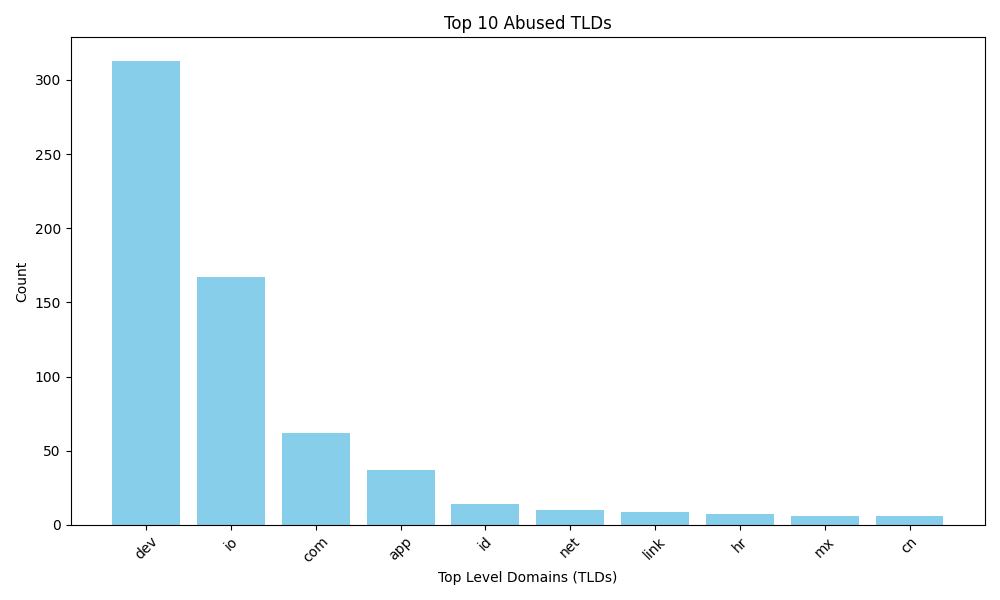 Top 10 Abused TLDs
Count
300
250
200
150
100
50
0
dev
io
com
app
id
net
link
hr
mx
cn
Top Level Domains (TLDs)